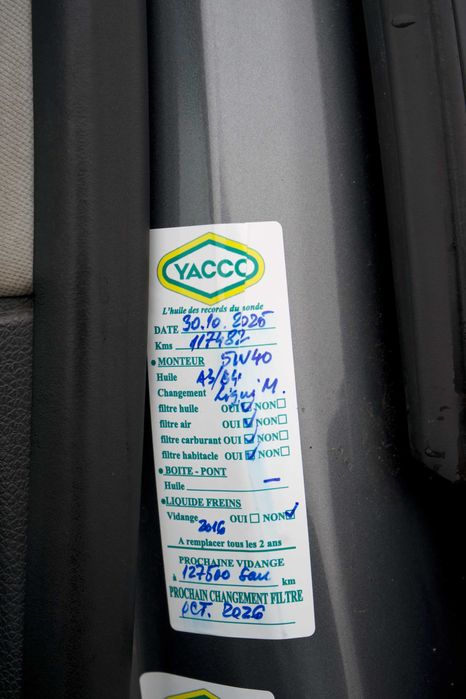 YACCO
L'huile des records du monde
DATE 30.10.2025
Kms 117482
• MONTEUR 5W40
Huile A3/B4
Changement Liqui M.
filtre huile OUI ☑ NON ☐
filtre air OUI ☑ NON ☐
filtre carburant OUI ☑ NON ☐
filtre habitacle OUI ☑ NON ☐
• BOITE - PONT
Huile —
• LIQUIDE FREINS
Vidange OUI ☐ NON ☑
2016
A remplacer tous les 2 ans
PROCHAINE VIDANGE
à 127500 km
PROCHAIN CHANGEMENT FILTRE
OCT. 2026